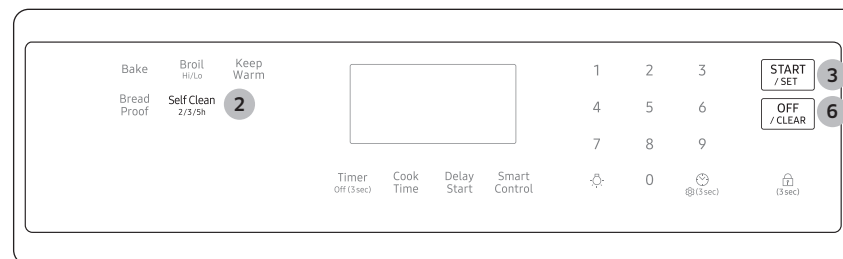 Bake
Broil
Hi/Lo
Keep
Warm
Bread
Proof
Self Clean
2/3/5h
2
Timer
Off (3 sec)
Cook
Time
Delay
Start
Smart
Control
1 2 3
4 5 6
7 8 9
0
(3 sec)
START
/ SET
3
OFF
/ CLEAR
6
(3 sec)